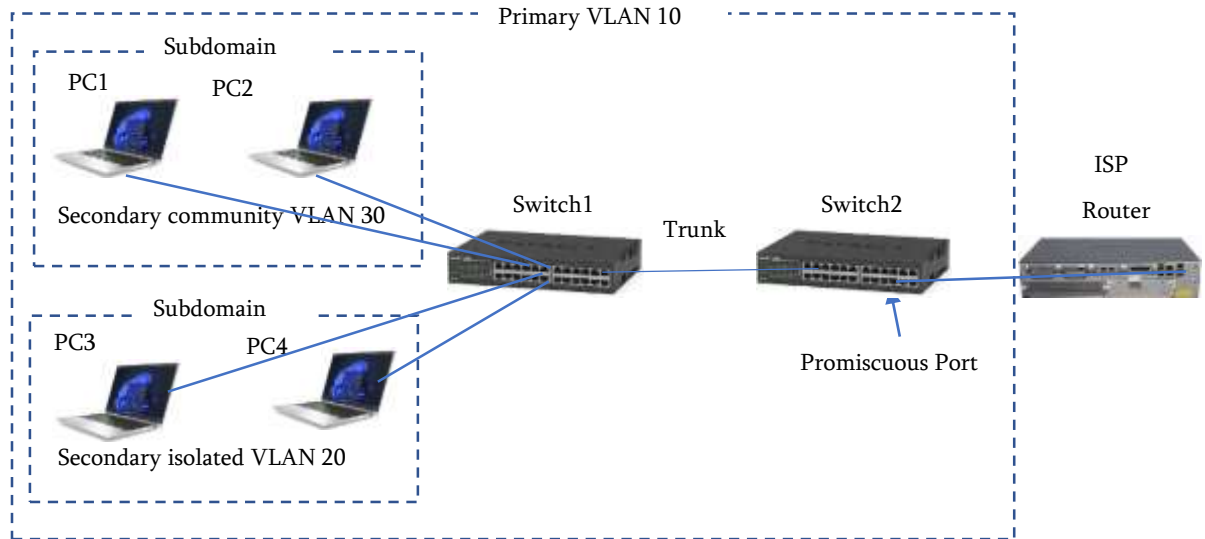 Primary VLAN 10
Subdomain
PC1
PC2
Secondary community VLAN 30
Switch1
Trunk
Switch2
ISP
Router
Subdomain
PC3
PC4
Promiscuous Port
Secondary isolated VLAN 20